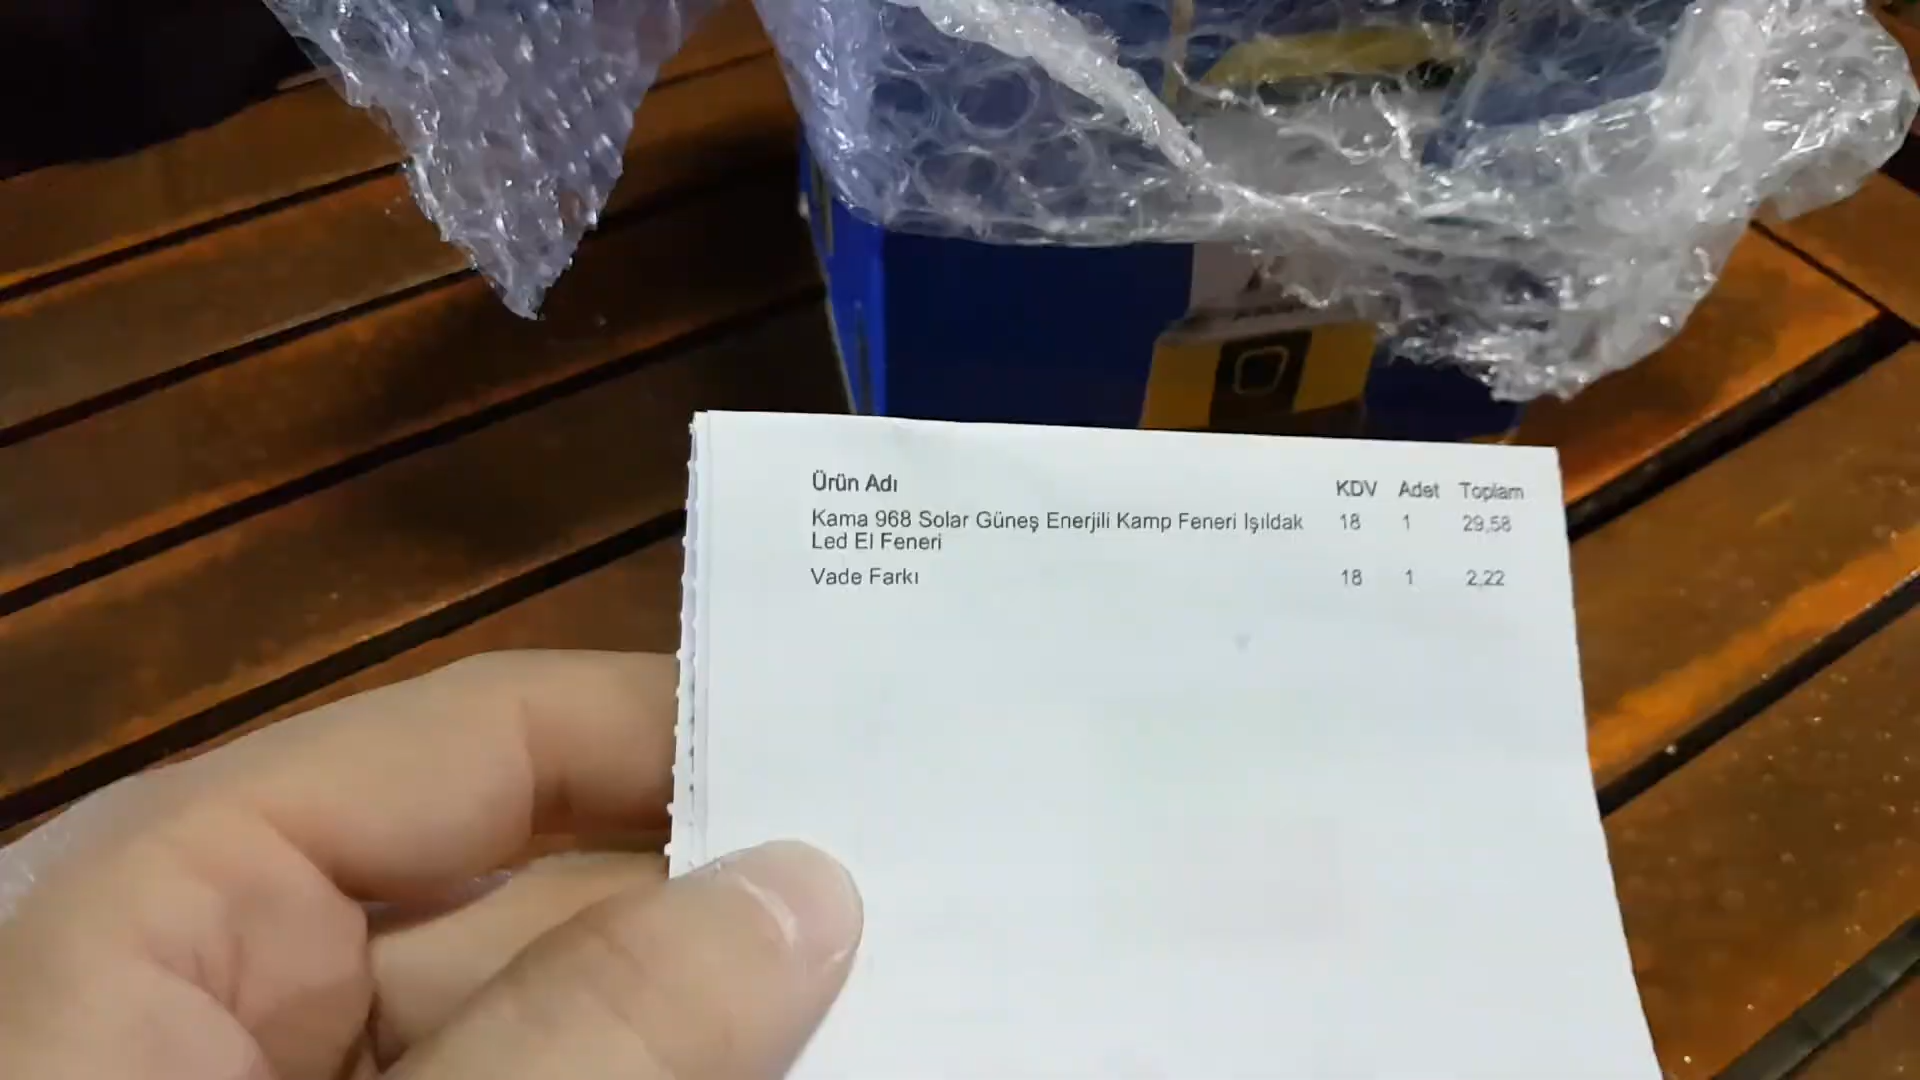 Ürün Adı KDV Adet Toplam
Kama 968 Solar Güneş Enerjili Kamp Feneri Işıldak 18 1 29,58
Led El Feneri
Vade Farkı 18 1 2,22